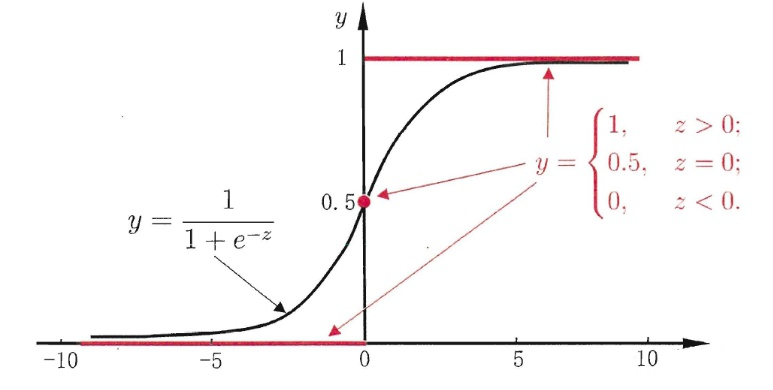 y
1
0.5
y = 1 / (1 + e^{-z})
y = { 1, z > 0;
0.5, z = 0;
0, z < 0.
-10 -5 0 5 10